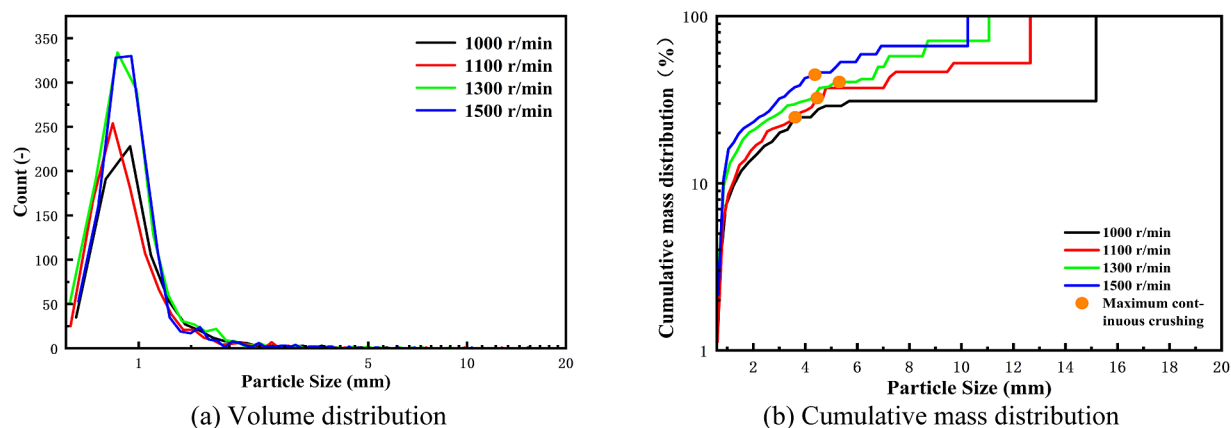 350
300
250
200
150
100
50
0
Count (-)
1000 r/min
1100 r/min
1300 r/min
1500 r/min
1
5
10
20
Particle Size (mm)
(a) Volume distribution
100
10
1
Cumulative mass distribution (%)
1000 r/min
1100 r/min
1300 r/min
1500 r/min
Maximum cont-
inuous crushing
2
4
6
8
10
12
14
16
18
20
Particle Size (mm)
(b) Cumulative mass distribution